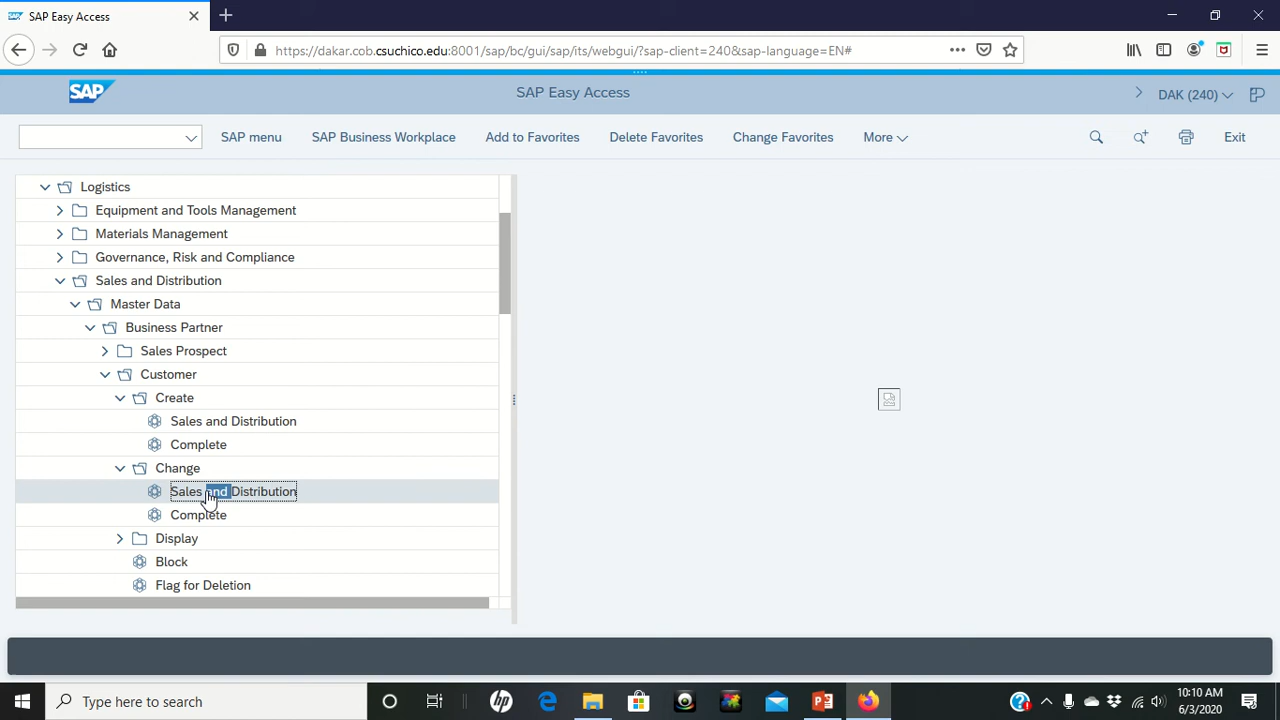 SAP Easy Access
https://dakar.cob.csuchico.edu:8001/sap/bc/gui/sap/its/webgui/?sap-client=240&sap-language=EN#
SAP
SAP Easy Access
DAK (240)
SAP menu
SAP Business Workplace
Add to Favorites
Delete Favorites
Change Favorites
More
Exit
Logistics
Equipment and Tools Management
Materials Management
Governance, Risk and Compliance
Sales and Distribution
Master Data
Business Partner
Sales Prospect
Customer
Create
Sales and Distribution
Complete
Change
Sales and Distribution
Complete
Display
Block
Flag for Deletion
Type here to search
10:10 AM
6/3/2020